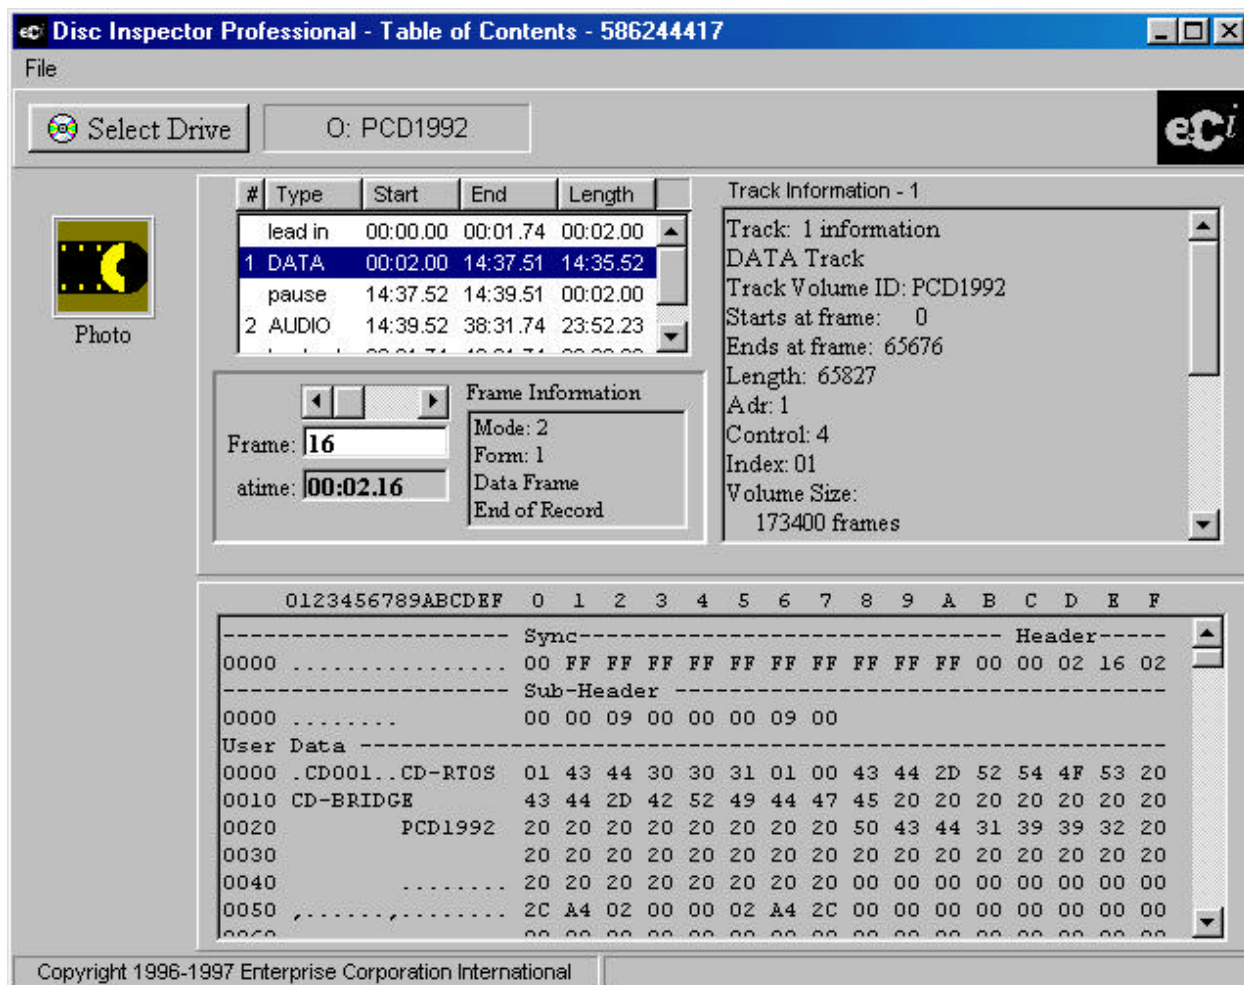 eCi Disc Inspector Professional - Table of Contents - 586244417
File
Select Drive
O: PCD1992
eCi
Photo
# Type Start End Length
lead in 00:00.00 00:01.74 00:02.00
1 DATA 00:02.00 14:37.51 14:35.52
pause 14:37.52 14:39.51 00:02.00
2 AUDIO 14:39.52 38:31.74 23:52.23
Track Information - 1
Track: 1 information
DATA Track
Track Volume ID: PCD1992
Starts at frame: 0
Ends at frame: 65676
Length: 65827
Adr: 1
Control: 4
Index: 01
Volume Size:
173400 frames
Frame: 16
atime: 00:02.16
Frame Information
Mode: 2
Form: 1
Data Frame
End of Record
0123456789ABCDEF 0 1 2 3 4 5 6 7 8 9 A B C D E F
--------------------- Sync------------------------------- Header-----
0000 ................ 00 FF FF FF FF FF FF FF FF FF FF 00 00 02 16 02
--------------------- Sub-Header ------------------------------------
0000 ........ 00 00 09 00 00 00 09 00
User Data -----------------------------------------------------------
0000 .CD001..CD-RTOS 01 43 44 30 30 31 01 00 43 44 2D 52 54 4F 53 20
0010 CD-BRIDGE 43 44 2D 42 52 49 44 47 45 20 20 20 20 20 20 20
0020 PCD1992 20 20 20 20 20 20 20 20 50 43 44 31 39 39 32 20
0030 20 20 20 20 20 20 20 20 20 20 20 20 20 20 20 20
0040 ........ 20 20 20 20 20 20 20 20 00 00 00 00 00 00 00 00
0050 ,......,........ 2C A4 02 00 00 02 A4 2C 00 00 00 00 00 00 00 00
Copyright 1996-1997 Enterprise Corporation International